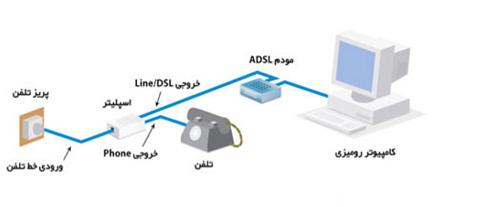 مودم ADSL
خروجی Line/DSL
اسپلیتر
پریز تلفن
ورودی خط تلفن
خروجی Phone
تلفن
کامپیوتر رومیزی